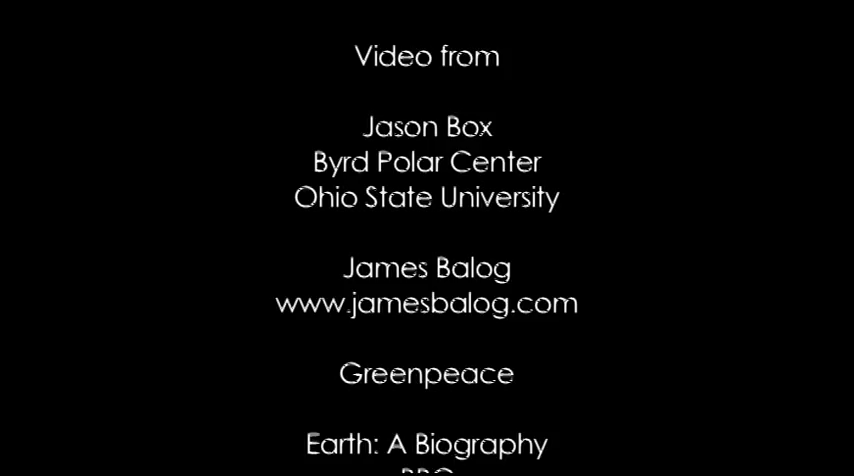 Video from
Jason Box
Byrd Polar Center
Ohio State University
James Balog
www.jamesbalog.com
Greenpeace
Earth: A Biography